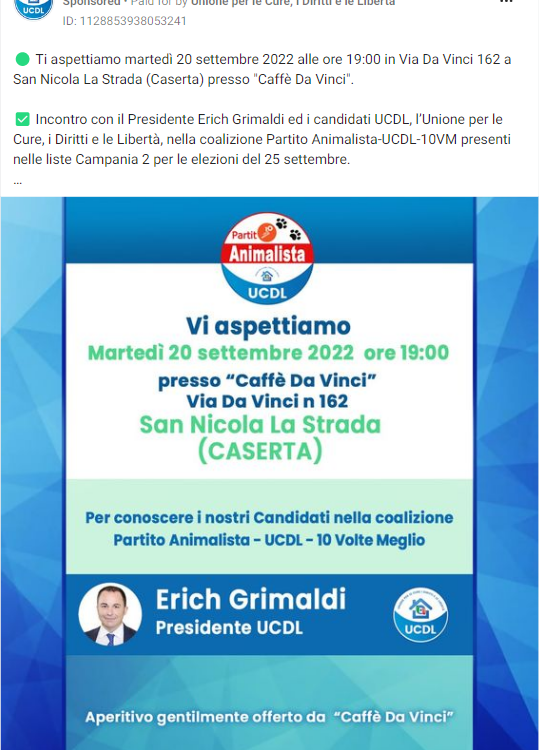 Sponsored • Paid for by Unione per le Cure, i Diritti e le Libertà
UCDL
ID: 1128853938053241
Ti aspettiamo martedì 20 settembre 2022 alle ore 19:00 in Via Da Vinci 162 a
San Nicola La Strada (Caserta) presso "Caffè Da Vinci".
Incontro con il Presidente Erich Grimaldi ed i candidati UCDL, l'Unione per le
Cure, i Diritti e le Libertà, nella coalizione Partito Animalista-UCDL-10VM presenti
nelle liste Campania 2 per le elezioni del 25 settembre.
...
Partit
Animalista
UCDL
Vi aspettiamo
Martedì 20 settembre 2022 ore 19:00
presso "Caffè Da Vinci"
Via Da Vinci n 162
San Nicola La Strada
(CASERTA)
Per conoscere i nostri Candidati nella coalizione
Partito Animalista - UCDL - 10 Volte Meglio
Erich Grimaldi
Presidente UCDL
UCDL
Aperitivo gentilmente offerto da "Caffè Da Vinci"